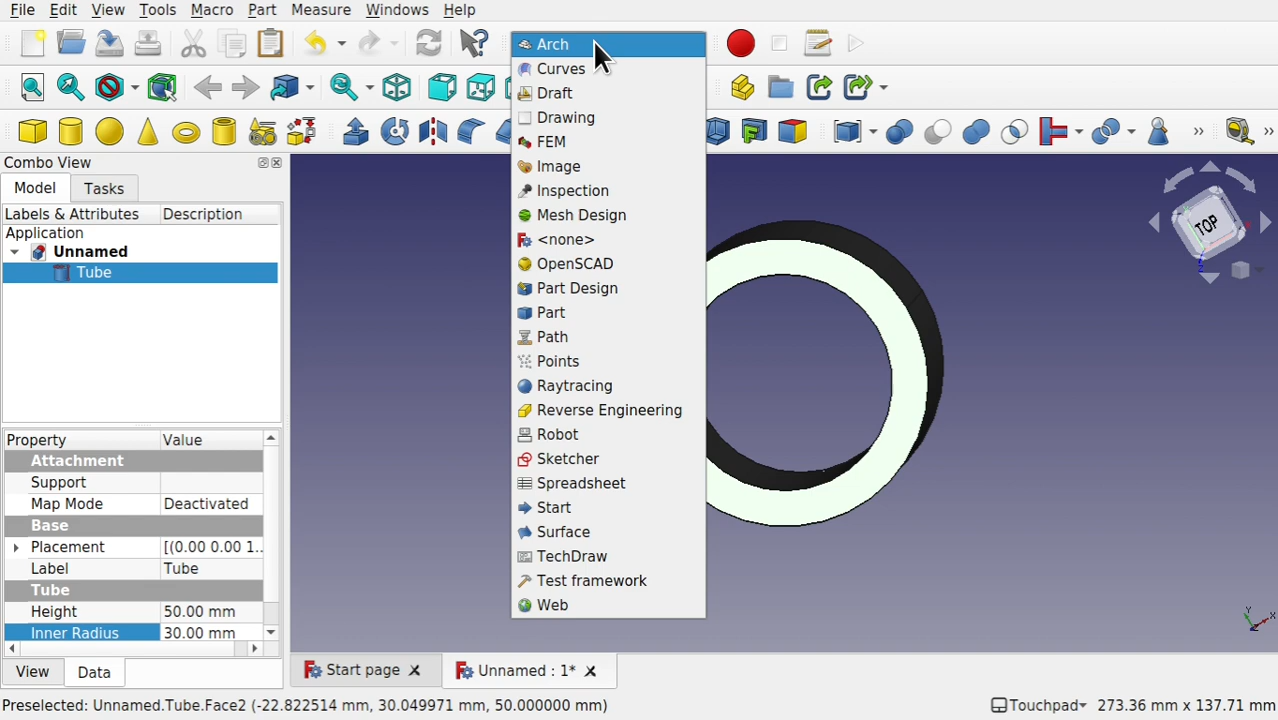 File Edit View Tools Macro Part Measure Windows Help
Arch
Curves
Draft
Drawing
FEM
Image
Inspection
Mesh Design
<none>
OpenSCAD
Part Design
Part
Path
Points
Raytracing
Reverse Engineering
Robot
Sketcher
Spreadsheet
Start
Surface
TechDraw
Test framework
Web
Combo View
Model Tasks
Labels & Attributes Description
Application
Unnamed
Tube
Property Value
Attachment
Support
Map Mode Deactivated
Base
Placement [(0.00 0.00 1..
Label Tube
Tube
Height 50.00 mm
Inner Radius 30.00 mm
View Data
TOP
Z
Y
X
Start page
Unnamed : 1*
Preselected: Unnamed.Tube.Face2 (-22.822514 mm, 30.049971 mm, 50.000000 mm)
Touchpad 273.36 mm x 137.71 mm